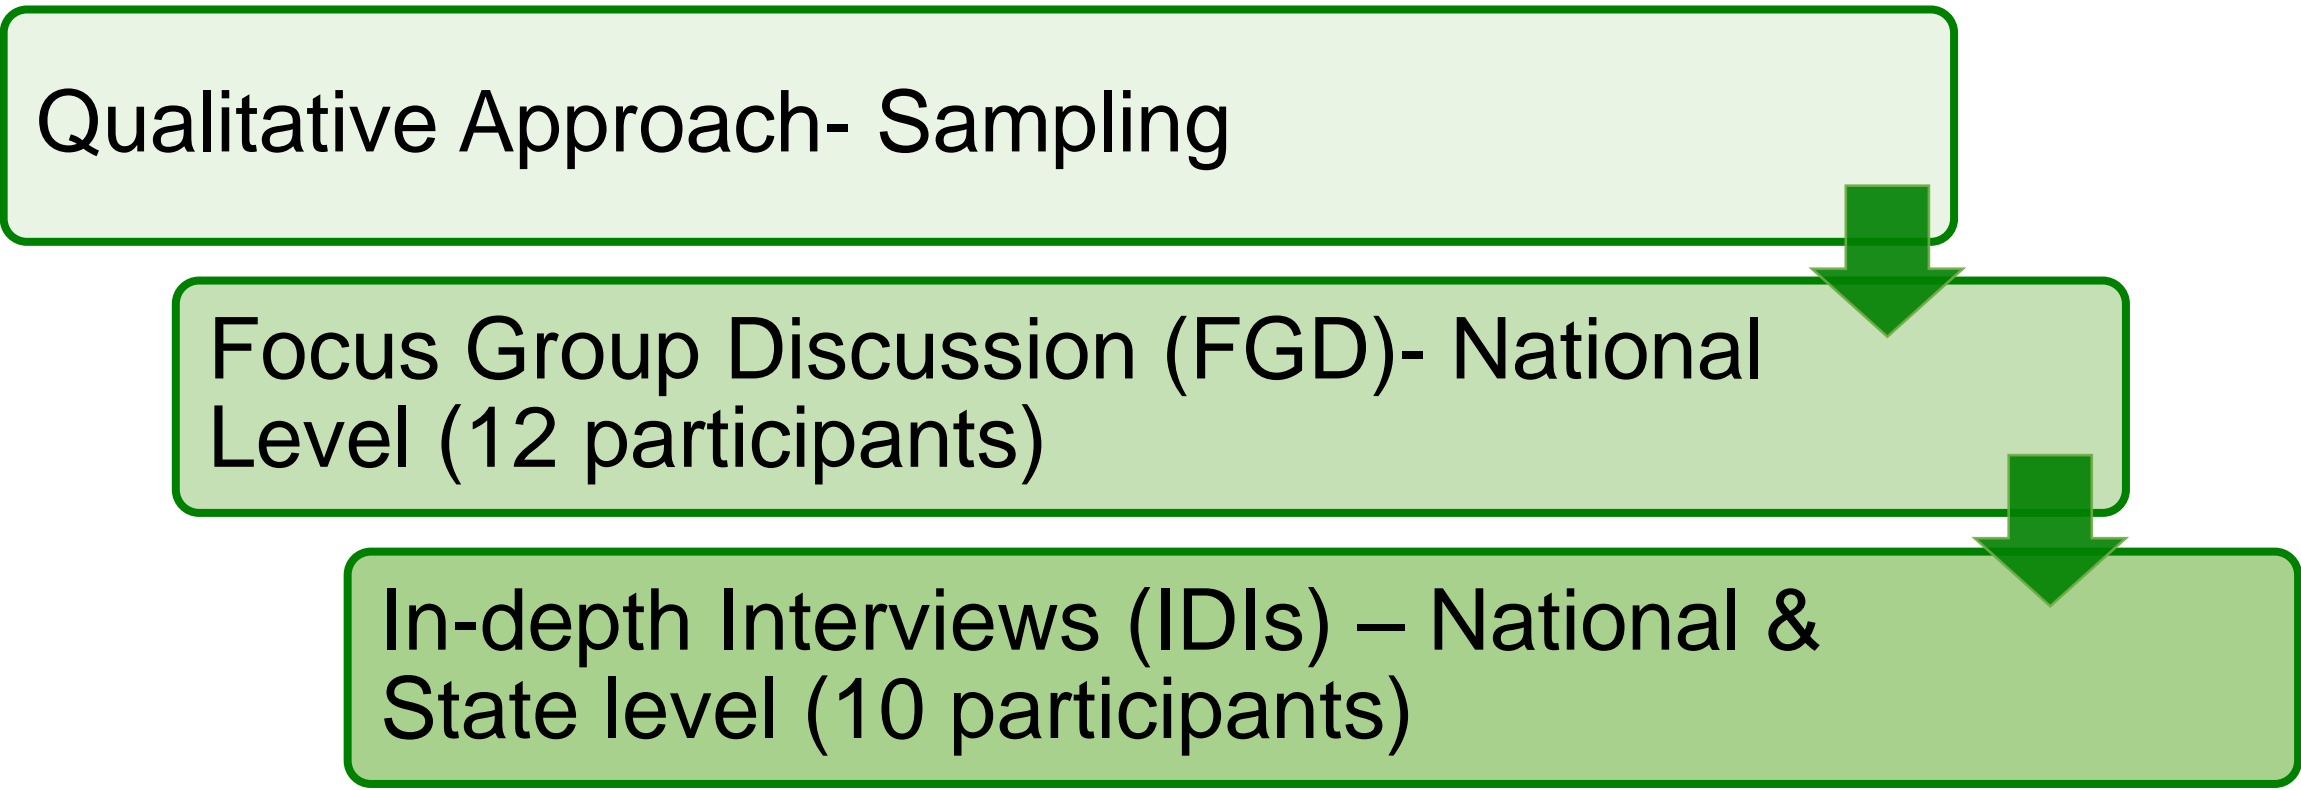 Qualitative Approach- Sampling
Focus Group Discussion (FGD)- National
Level (12 participants)
In-depth Interviews (IDIs) – National &
State level (10 participants)